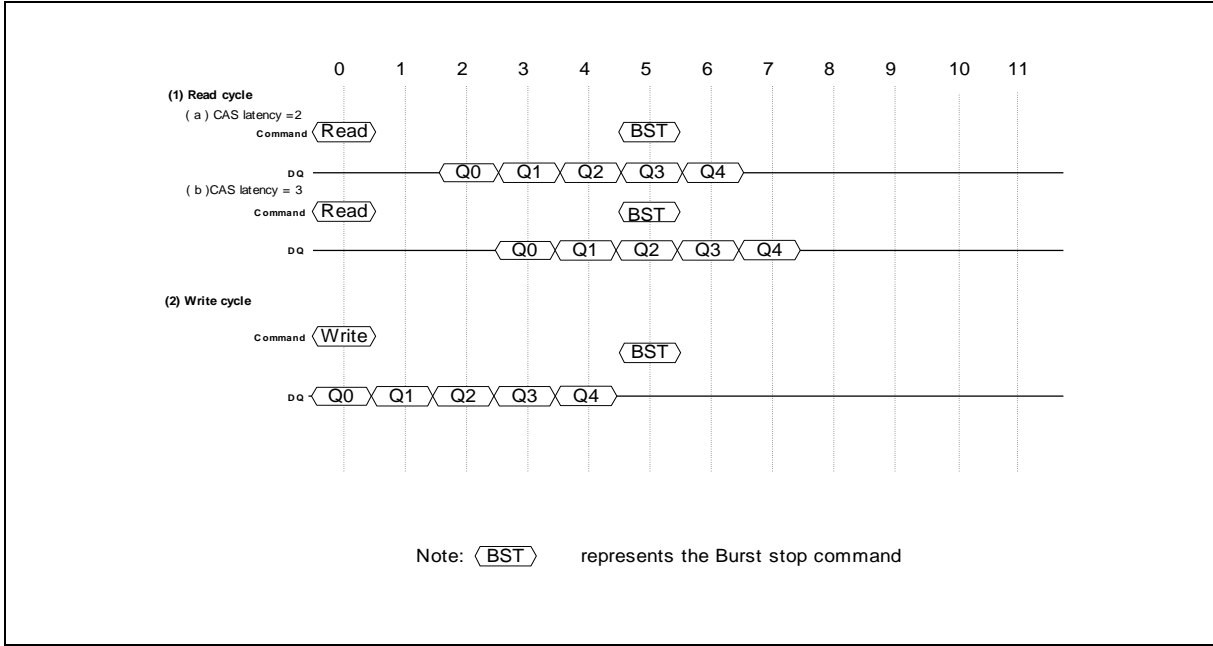 0 1 2 3 4 5 6 7 8 9 10 11
(1) Read cycle
( a ) CAS latency =2
Command Read BST
DQ Q0 Q1 Q2 Q3 Q4
( b )CAS latency = 3
Command Read BST
DQ Q0 Q1 Q2 Q3 Q4
(2) Write cycle
Command Write BST
DQ Q0 Q1 Q2 Q3 Q4
Note: BST represents the Burst stop command